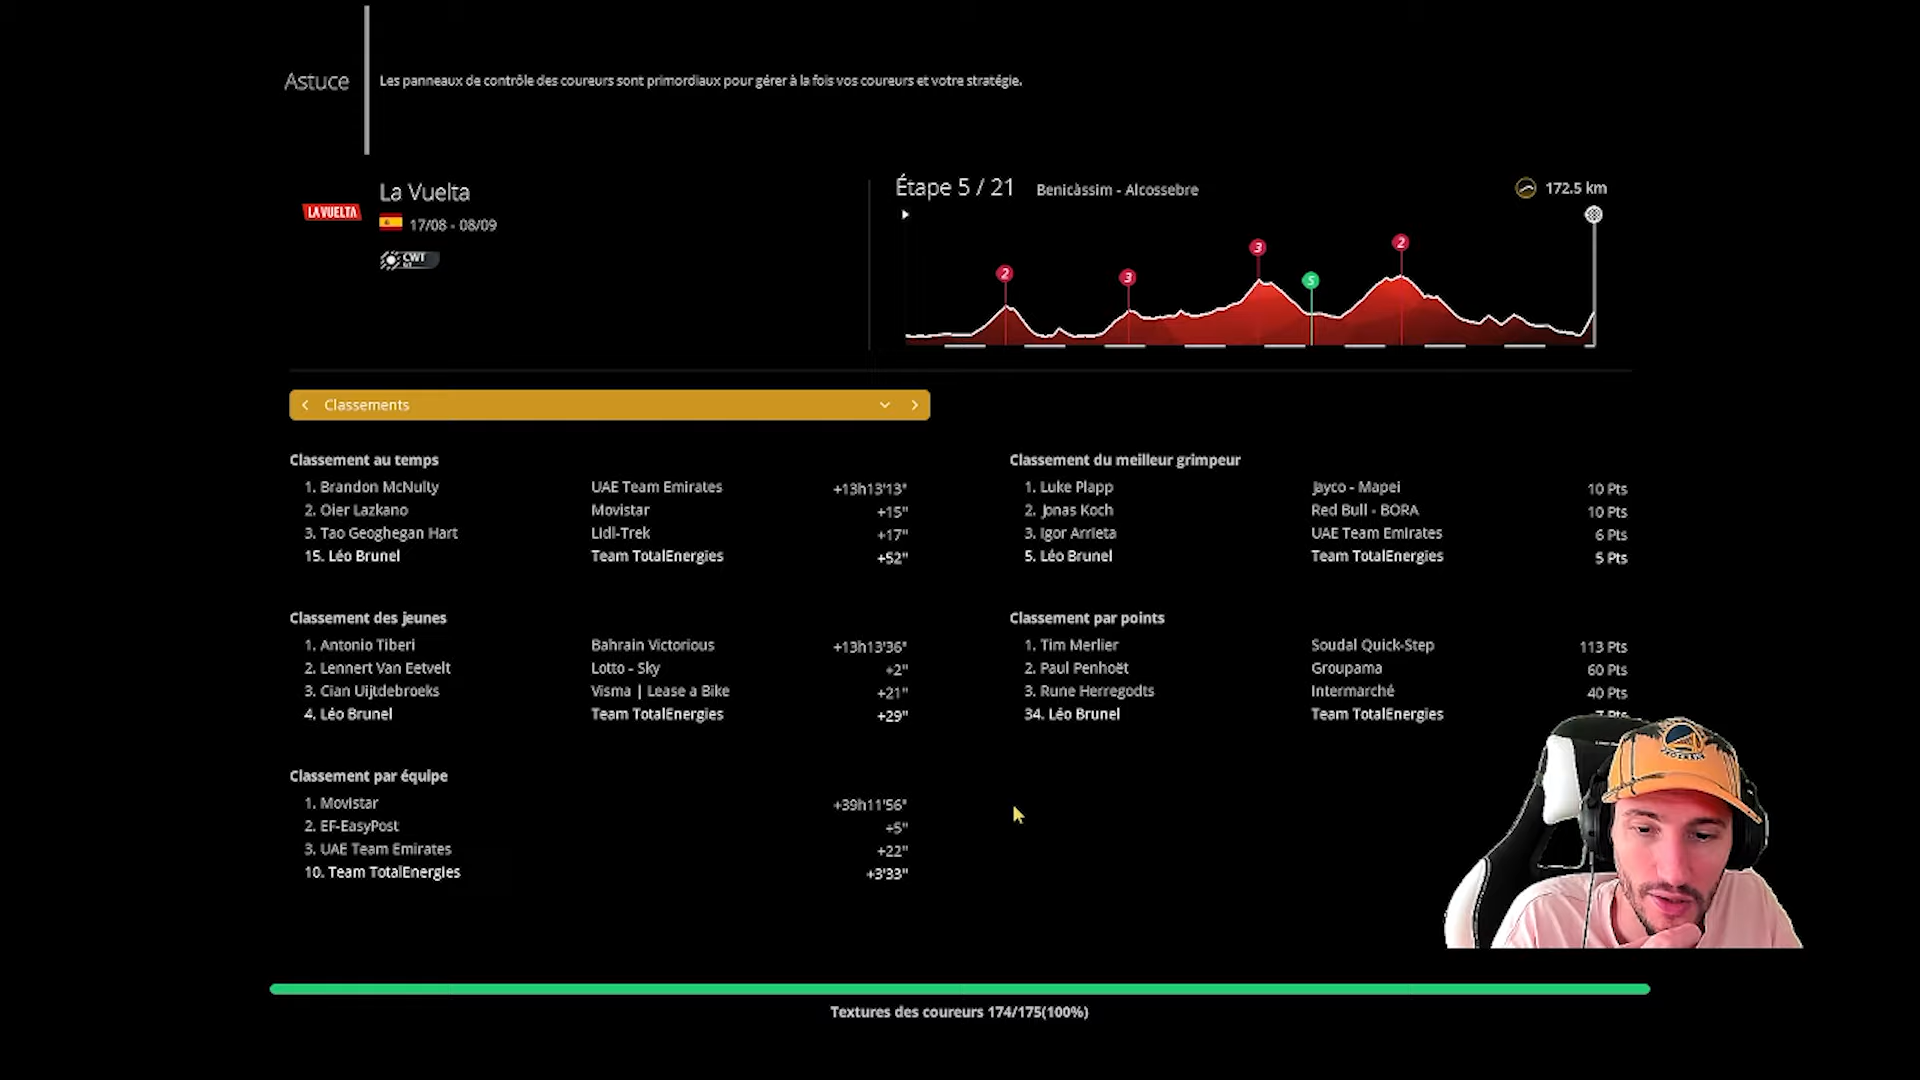 Astuce
Les panneaux de contrôle des coureurs sont primordiaux pour gérer à la fois vos coureurs et votre stratégie.
LA VUELTA
La Vuelta
17/08 - 08/09
CWT
Étape 5 / 21
Benicàssim - Alcossebre
172.5 km
2
3
3
S
2
Classements
Classement au temps
1. Brandon McNulty UAE Team Emirates +13h13'13"
2. Oier Lazkano Movistar +15"
3. Tao Geoghegan Hart Lidl-Trek +17"
15. Léo Brunel Team TotalEnergies +52"
Classement du meilleur grimpeur
1. Luke Plapp Jayco - Mapei 10 Pts
2. Jonas Koch Red Bull - BORA 10 Pts
3. Igor Arrieta UAE Team Emirates 6 Pts
5. Léo Brunel Team TotalEnergies 5 Pts
Classement des jeunes
1. Antonio Tiberi Bahrain Victorious +13h13'36"
2. Lennert Van Eetvelt Lotto - Sky +2"
3. Cian Uijtdebroeks Visma | Lease a Bike +21"
4. Léo Brunel Team TotalEnergies +29"
Classement par points
1. Tim Merlier Soudal Quick-Step 113 Pts
2. Paul Penhoët Groupama 60 Pts
3. Rune Herregodts Intermarché 40 Pts
34. Léo Brunel Team TotalEnergies 7 Pts
Classement par équipe
1. Movistar +39h11'56"
2. EF-EasyPost +5"
3. UAE Team Emirates +22"
10. Team TotalEnergies +3'33"
Textures des coureurs 174/175(100%)